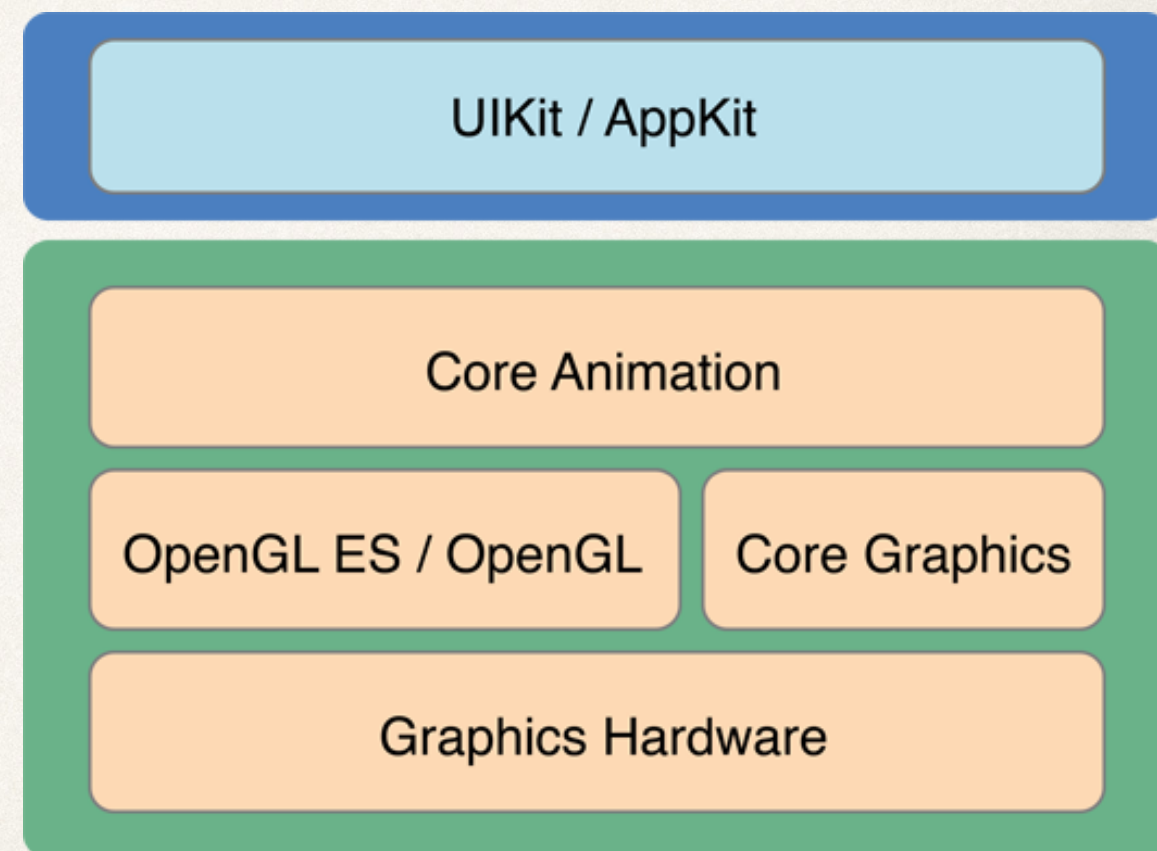 UIKit / AppKit
Core Animation
OpenGL ES / OpenGL
Core Graphics
Graphics Hardware